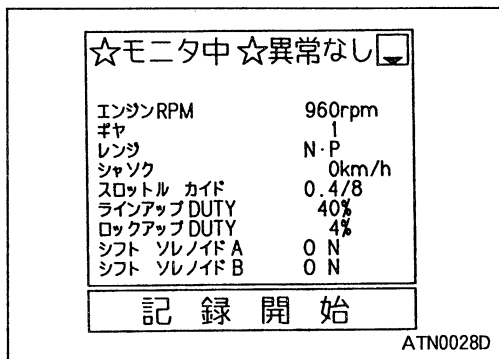 ☆モニタ中 ☆異常なし
エンジンRPM 960rpm
ギヤ 1
レンジ N·P
シャソク 0km/h
スロットル カイド 0.4/8
ラインアップDUTY 40%
ロックアップDUTY 4%
シフト ソレノイドA O N
シフト ソレノイドB O N
記録開始
ATN0028D